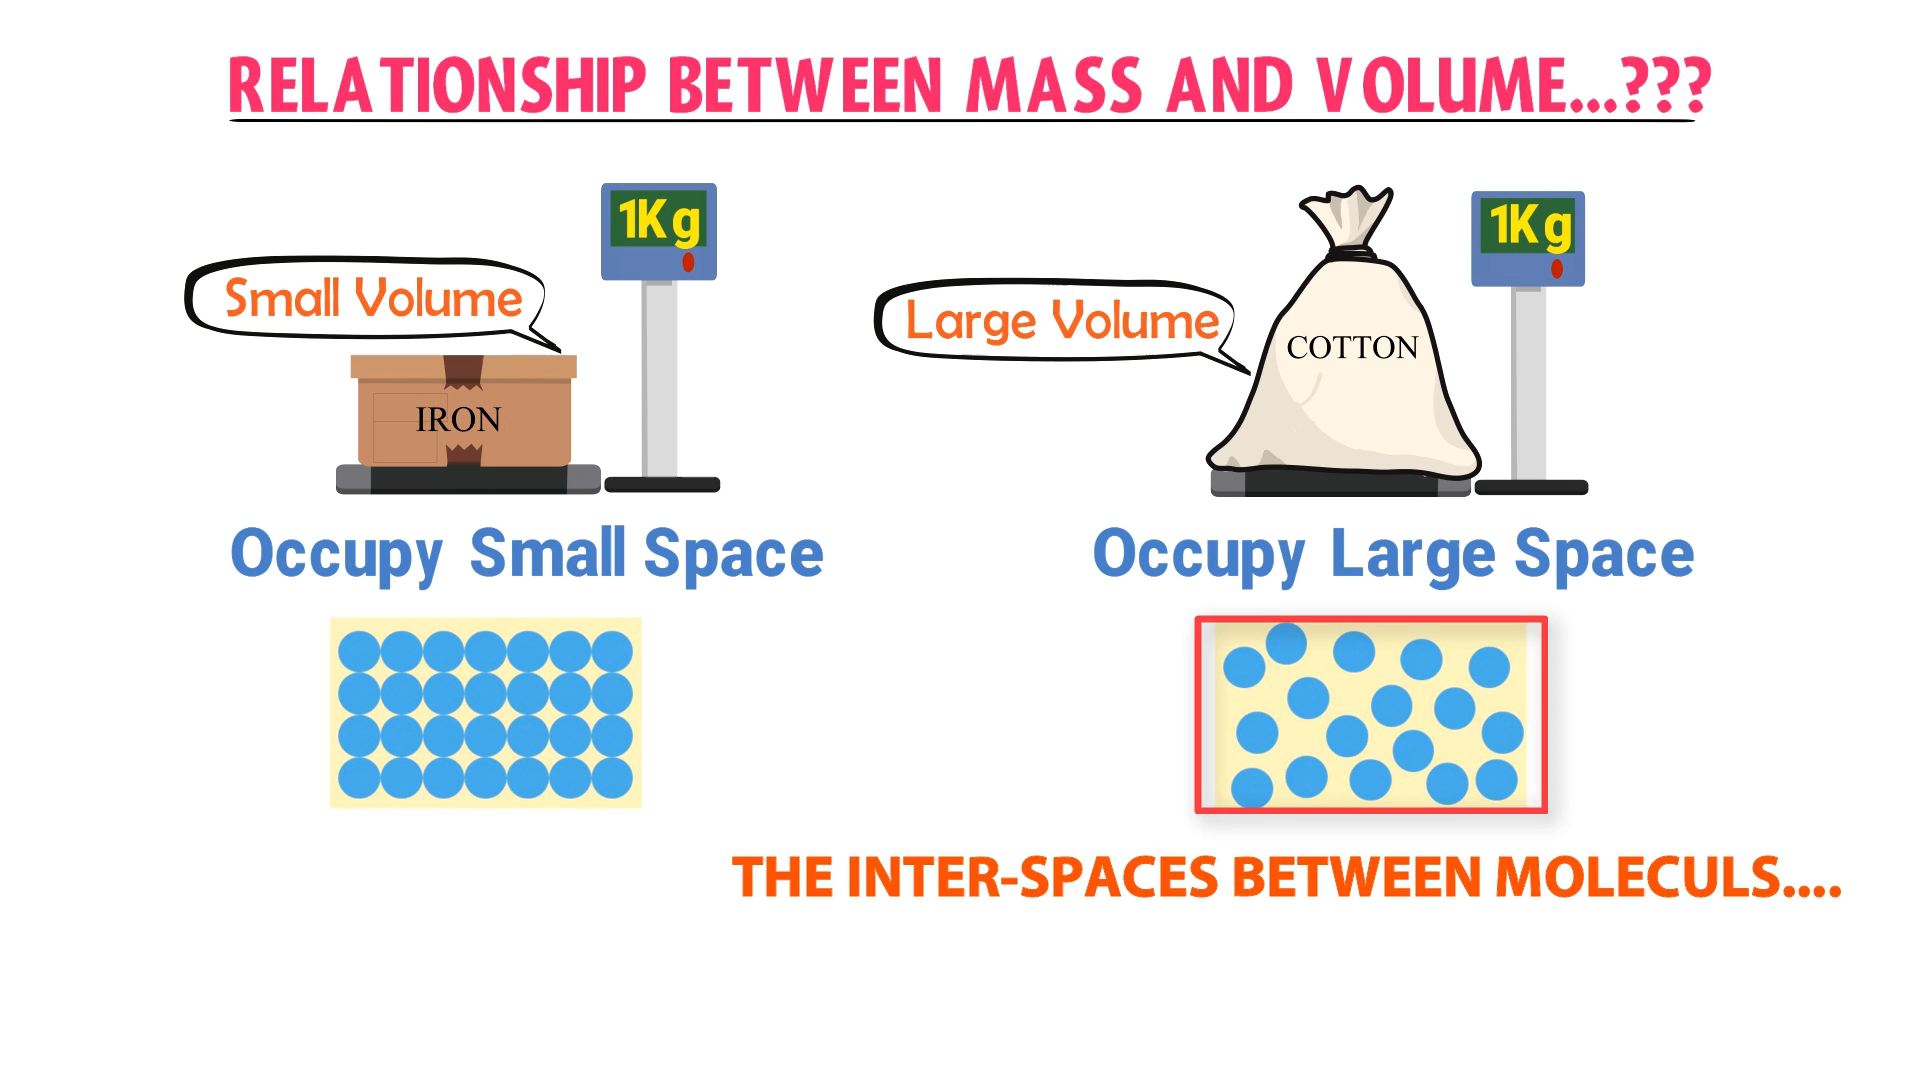 RELATIONSHIP BETWEEN MASS AND VOLUME...???
1Kg
1Kg
Small Volume
Large Volume
COTTON
IRON
Occupy Small Space
Occupy Large Space
THE INTER-SPACES BETWEEN MOLECULS....